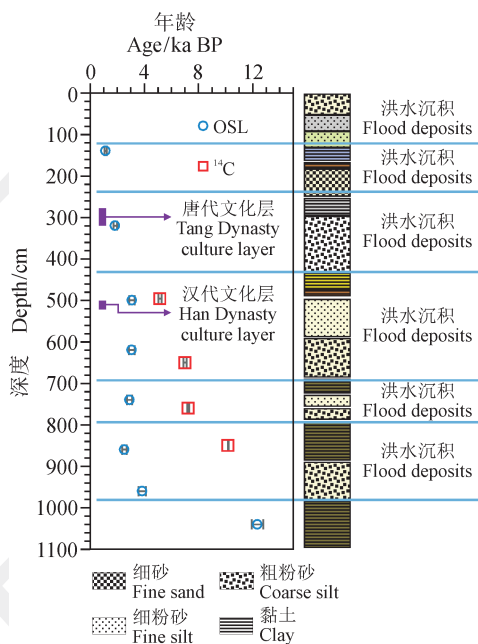 年龄
Age/ka BP
0 4 8 12
0
100
200
300
400
500
600
700
800
900
1000
1100
深度 Depth/cm
OSL
¹⁴C
唐代文化层
Tang Dynasty
culture layer
汉代文化层
Han Dynasty
culture layer
洪水沉积
Flood deposits
洪水沉积
Flood deposits
洪水沉积
Flood deposits
洪水沉积
Flood deposits
洪水沉积
Flood deposits
洪水沉积
Flood deposits
细砂
Fine sand
粗粉砂
Coarse silt
细粉砂
Fine silt
黏土
Clay